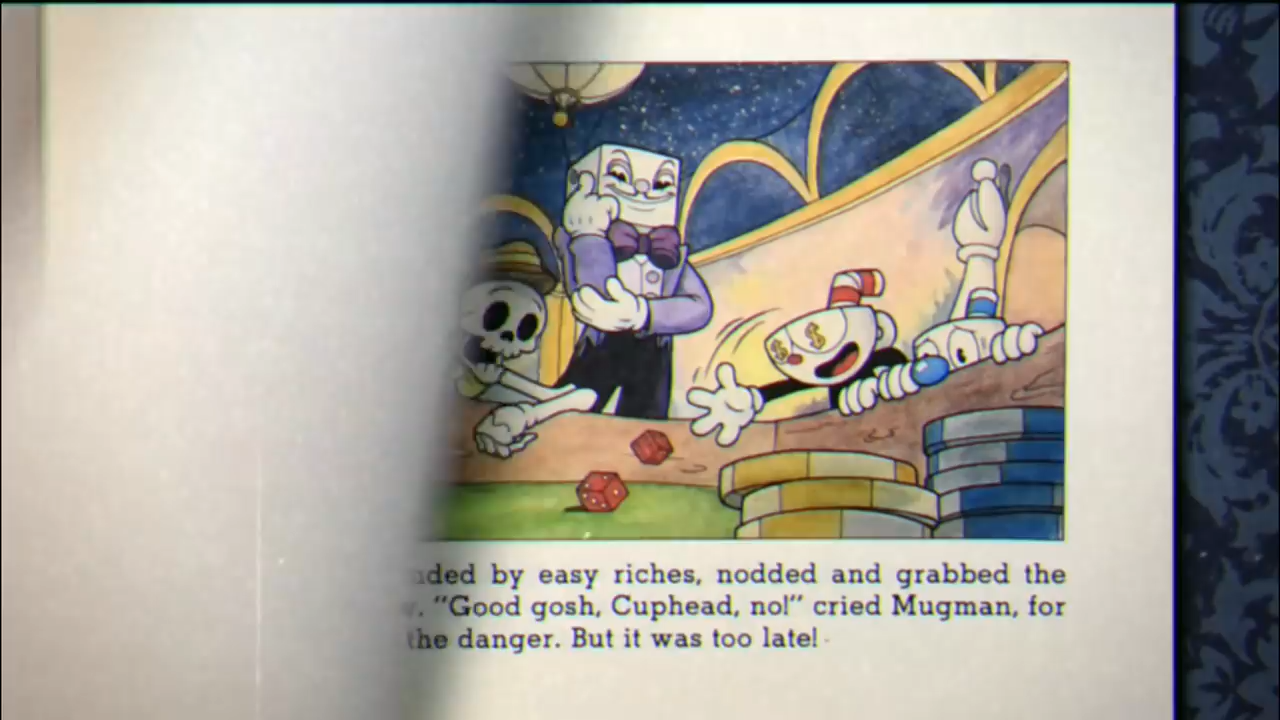 by easy riches, nodded and grabbed the
"Good gosh, Cuphead, no!" cried Mugman, for
the danger. But it was too late!